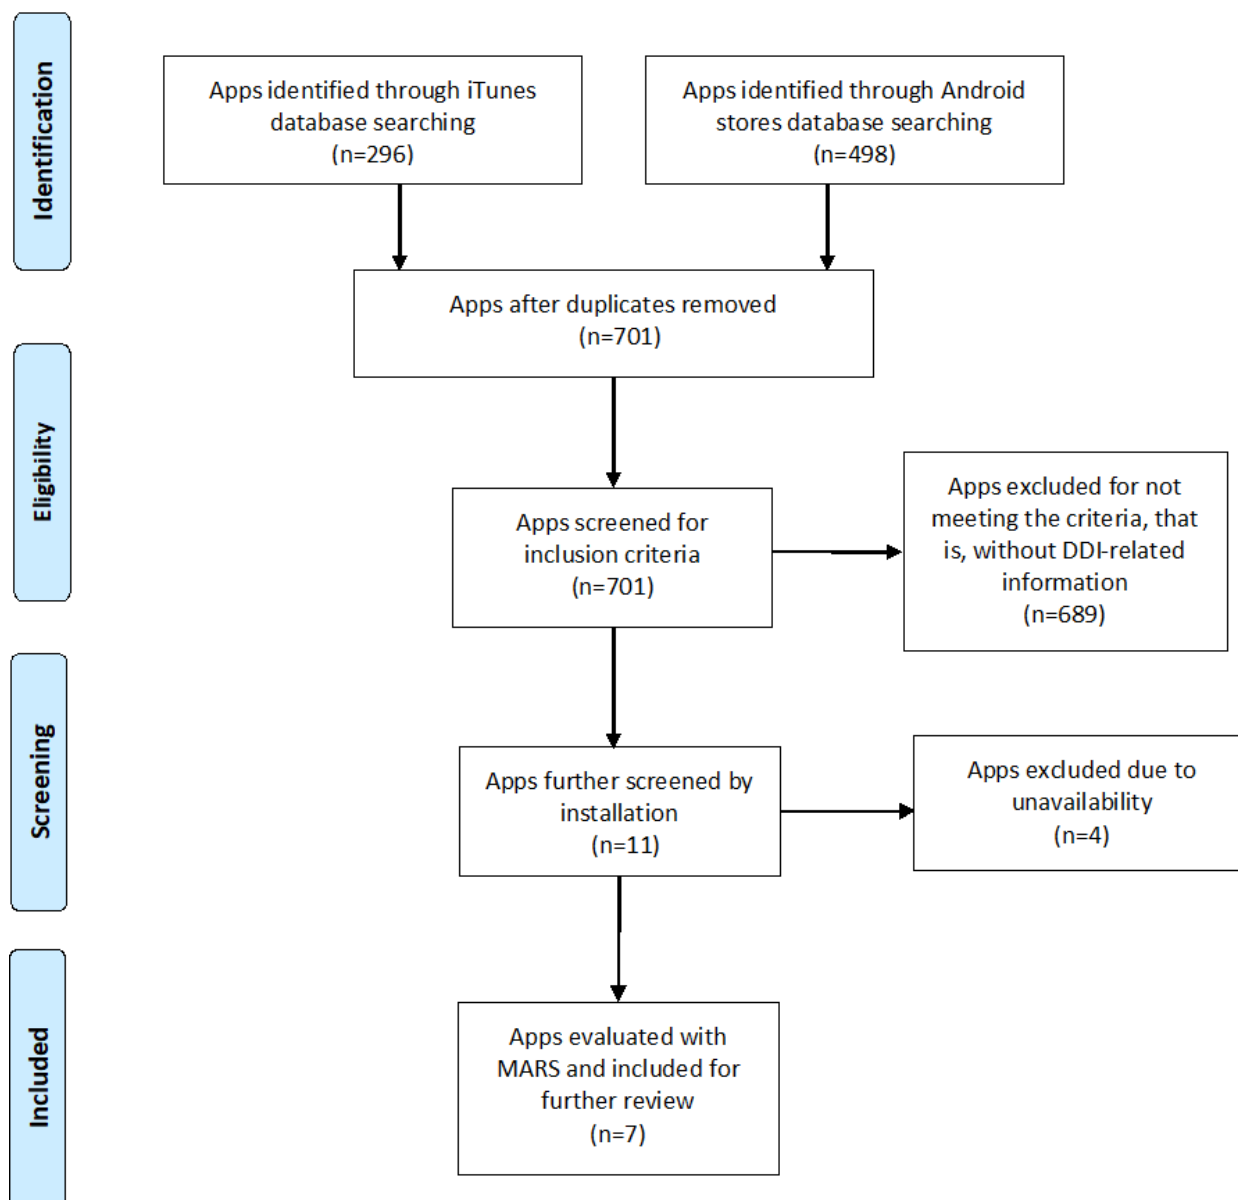 Identification
Apps identified through iTunes
database searching
(n=296)
Apps identified through Android
stores database searching
(n=498)
Apps after duplicates removed
(n=701)
Eligibility
Apps screened for
inclusion criteria
(n=701)
Apps excluded for not
meeting the criteria, that
is, without DDI-related
information
(n=689)
Screening
Apps further screened by
installation
(n=11)
Apps excluded due to
unavailability
(n=4)
Included
Apps evaluated with
MARS and included for
further review
(n=7)